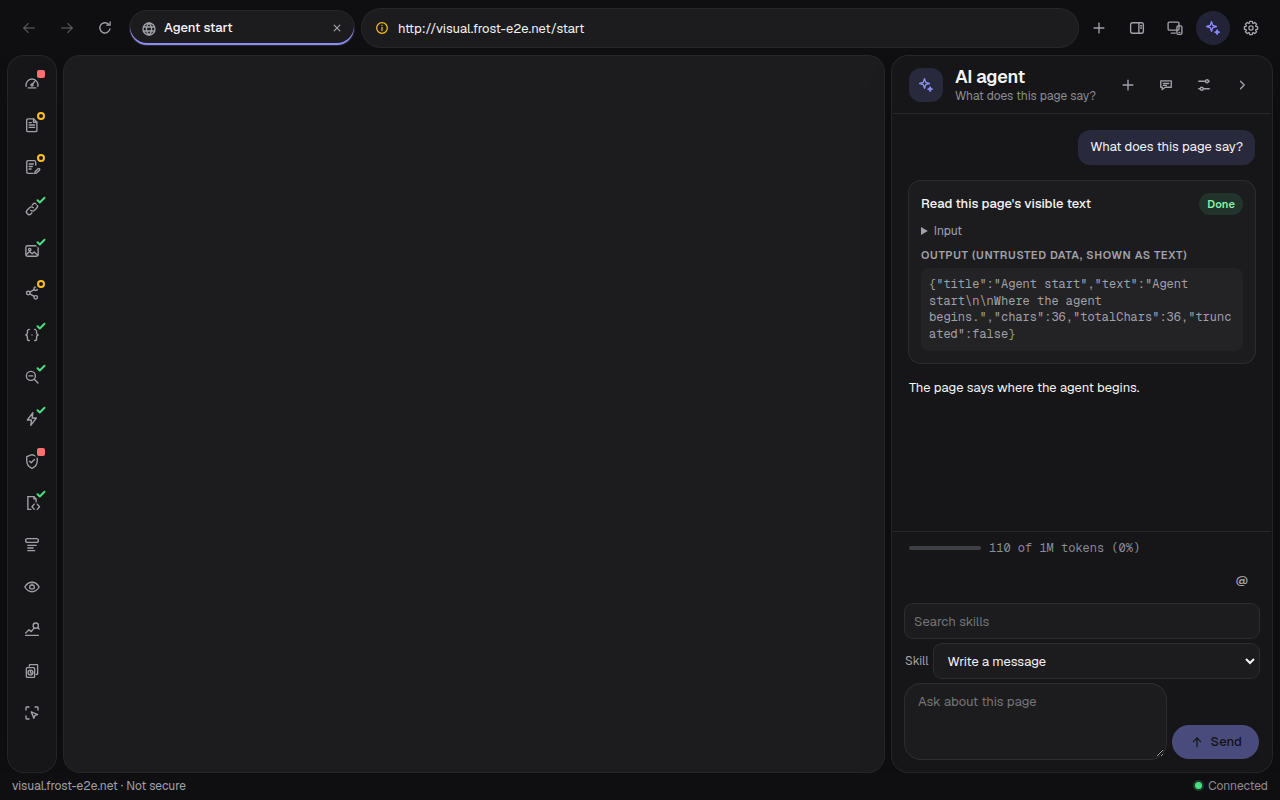 Agent start
http://visual.frost-e2e.net/start
AI agent
What does this page say?
What does this page say?
Read this page's visible text
Done
Input
OUTPUT (UNTRUSTED DATA, SHOWN AS TEXT)
{"title":"Agent start","text":"Agent
start\n\nWhere the agent
begins.","chars":36,"totalChars":36,"trunc
ated":false}
The page says where the agent begins.
110 of 1M tokens (0%)
@
Search skills
Skill
Write a message
Ask about this page
Send
visual.frost-e2e.net · Not secure
Connected